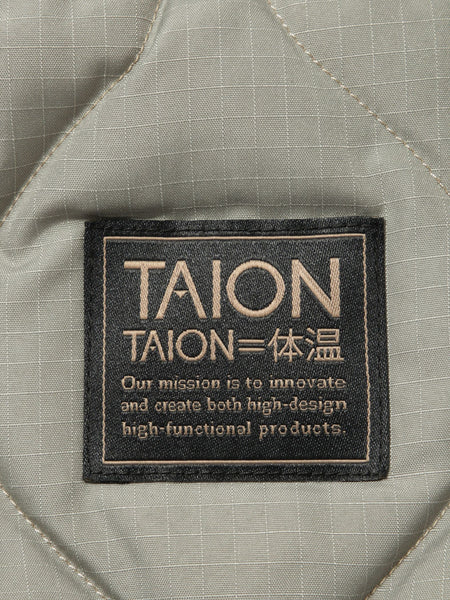 TAION
TAION=体温
Our mission is to innovate
and create both high-design
high-functional products.